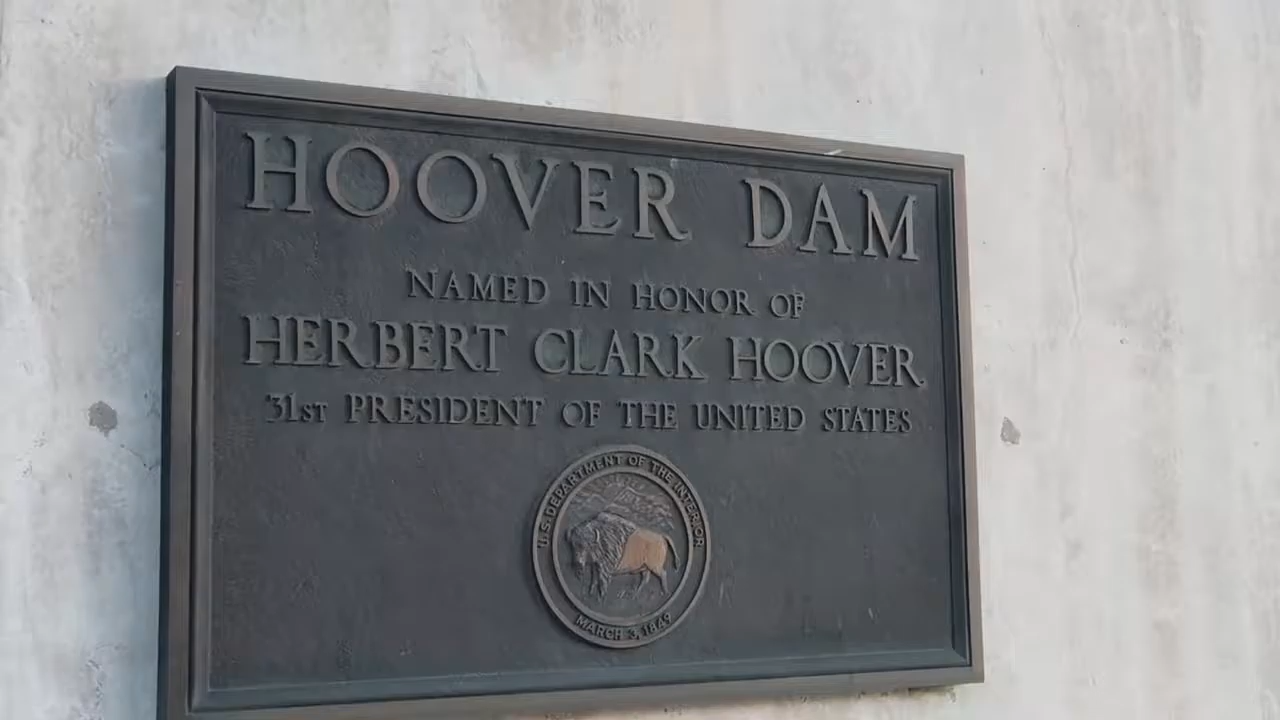 HOOVER DAM
NAMED IN HONOR OF
HERBERT CLARK HOOVER
31ST PRESIDENT OF THE UNITED STATES
U.S. DEPARTMENT OF THE INTERIOR
MARCH 3, 1849